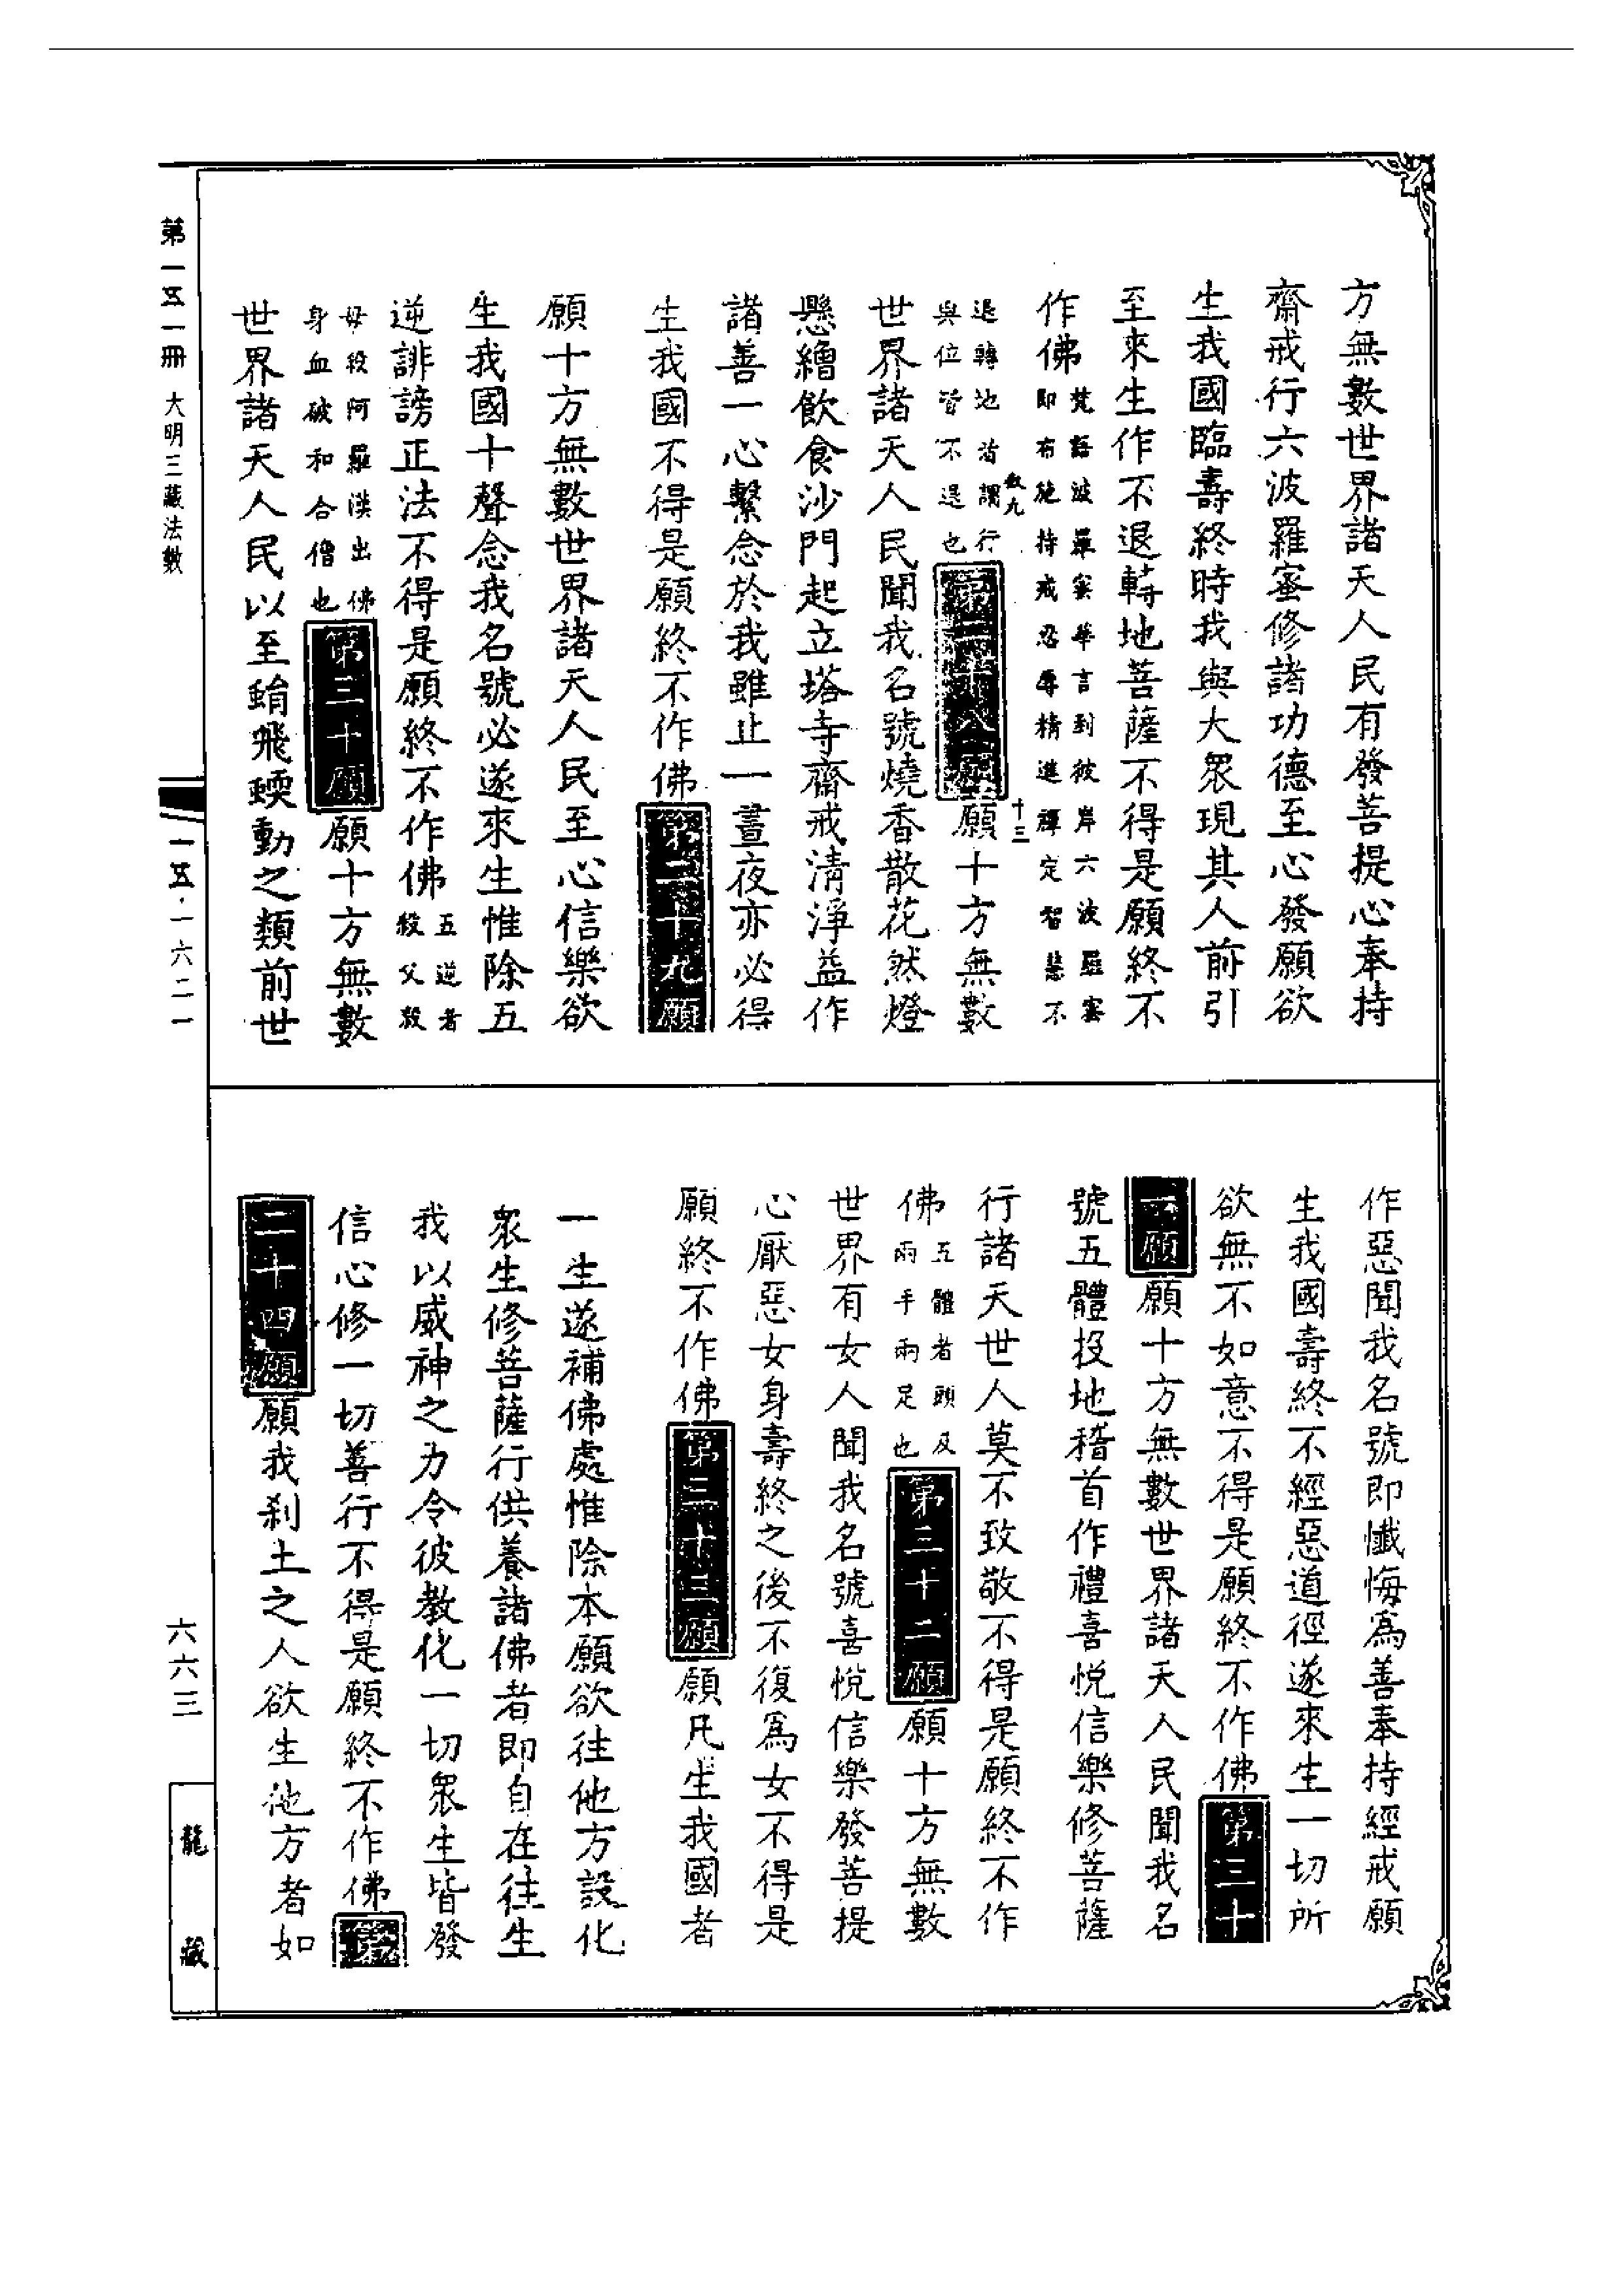 方無數世界諸天人民有發菩提心奉持
齋戒行六波羅蜜修諸功德至心發願欲
生我國臨壽終時我與大眾現其人前引
至來生作不退轉地菩薩不得是願終不
作佛梵語波羅蜜華言到彼岸六波羅蜜
即布施持戒忍辱精進禪定智慧不
數九
十三
退轉地者謂行
與位皆不退也第二十八願願十方無數
世界諸天人民聞我名號燒香散花然燈
懸繒飲食沙門起立塔寺齋戒清淨益作
諸善一心繫念於我雖止一晝夜亦必得
生我國不得是願終不作佛第二十九願
願十方無數世界諸天人民至心信樂欲
生我國十聲念我名號必遂來生惟除五
逆誹謗正法不得是願終不作佛五逆者
殺父殺
母殺阿羅漢出佛
身血破和合僧也第三十願願十方無數
世界諸天人民以至蜎飛蝡動之類前世
作惡聞我名號即懺悔為善奉持經戒願
生我國壽終不經惡道徑遂來生一切所
欲無不如意不得是願終不作佛第三十
一願願十方無數世界諸天人民聞我名
號五體投地稽首作禮喜悅信樂修菩薩
行諸天世人莫不致敬不得是願終不作
佛五體者頭及
兩手兩足也第三十二願願十方無數
世界有女人聞我名號喜悅信樂發菩提
心厭惡女身壽終之後不復為女不得是
願終不作佛第三十三願願凡生我國者
一生遂補佛處惟除本願欲往他方設化
眾生修菩薩行供養諸佛者即自在往生
我以威神之力令彼教化一切眾生皆發
信心修一切善行不得是願終不作佛第
三十四願願我刹土之人欲生他方者如
第一五一冊 大明三藏法數
一五·一六二一
六六三
龍藏